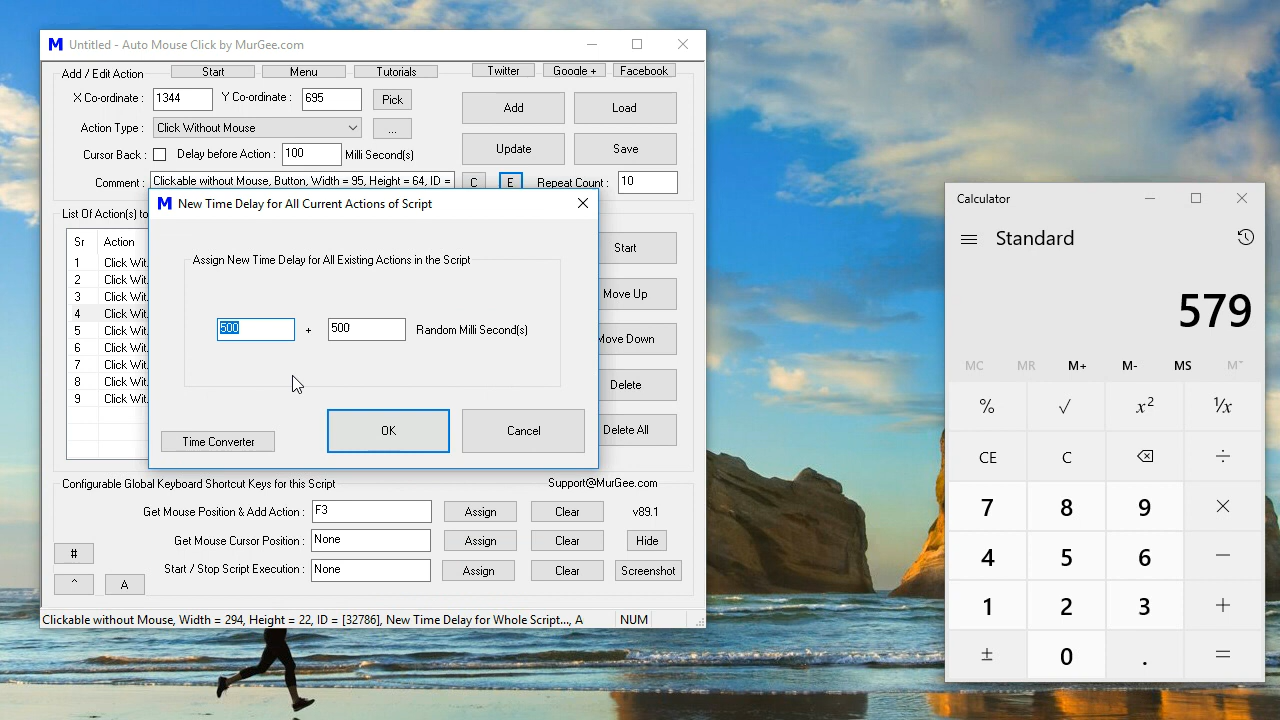 M Untitled - Auto Mouse Click by MurGee.com
Add / Edit Action Start Menu Tutorials Twitter Google + Facebook
X Co-ordinate : 1344 Y Co-ordinate : 695 Pick Add Load
Action Type : Click Without Mouse ...
Cursor Back : Delay before Action : 100 Milli Second(s) Update Save
Comment : Clickable without Mouse, Button, Width = 95, Height = 64, ID = C E Repeat Count : 10
M New Time Delay for All Current Actions of Script
List Of Action(s) to
Sr Action
1 Click Wit.
2 Click Wit.
3 Click Wit.
4 Click Wit.
5 Click Wit.
6 Click Wit.
7 Click Wit.
8 Click Wit.
9 Click Wit.
Assign New Time Delay for All Existing Actions in the Script
500 + 500 Random Milli Second(s)
OK Cancel
Time Converter
Start
Move Up
Move Down
Delete
Delete All
Configurable Global Keyboard Shortcut Keys for this Script Support@MurGee.com
Get Mouse Position & Add Action : F3 Assign Clear v89.1
Get Mouse Cursor Position : None Assign Clear Hide
Start / Stop Script Execution : None Assign Clear Screenshot
#
^ A
Clickable without Mouse, Width = 294, Height = 22, ID = [32786], New Time Delay for Whole Script..., A NUM
Calculator
Standard
579
MC MR M+ M- MS M˅
% √ x² ¹/x
CE C ⌫ ÷
7 8 9 ×
4 5 6 −
1 2 3 +
± 0 . =